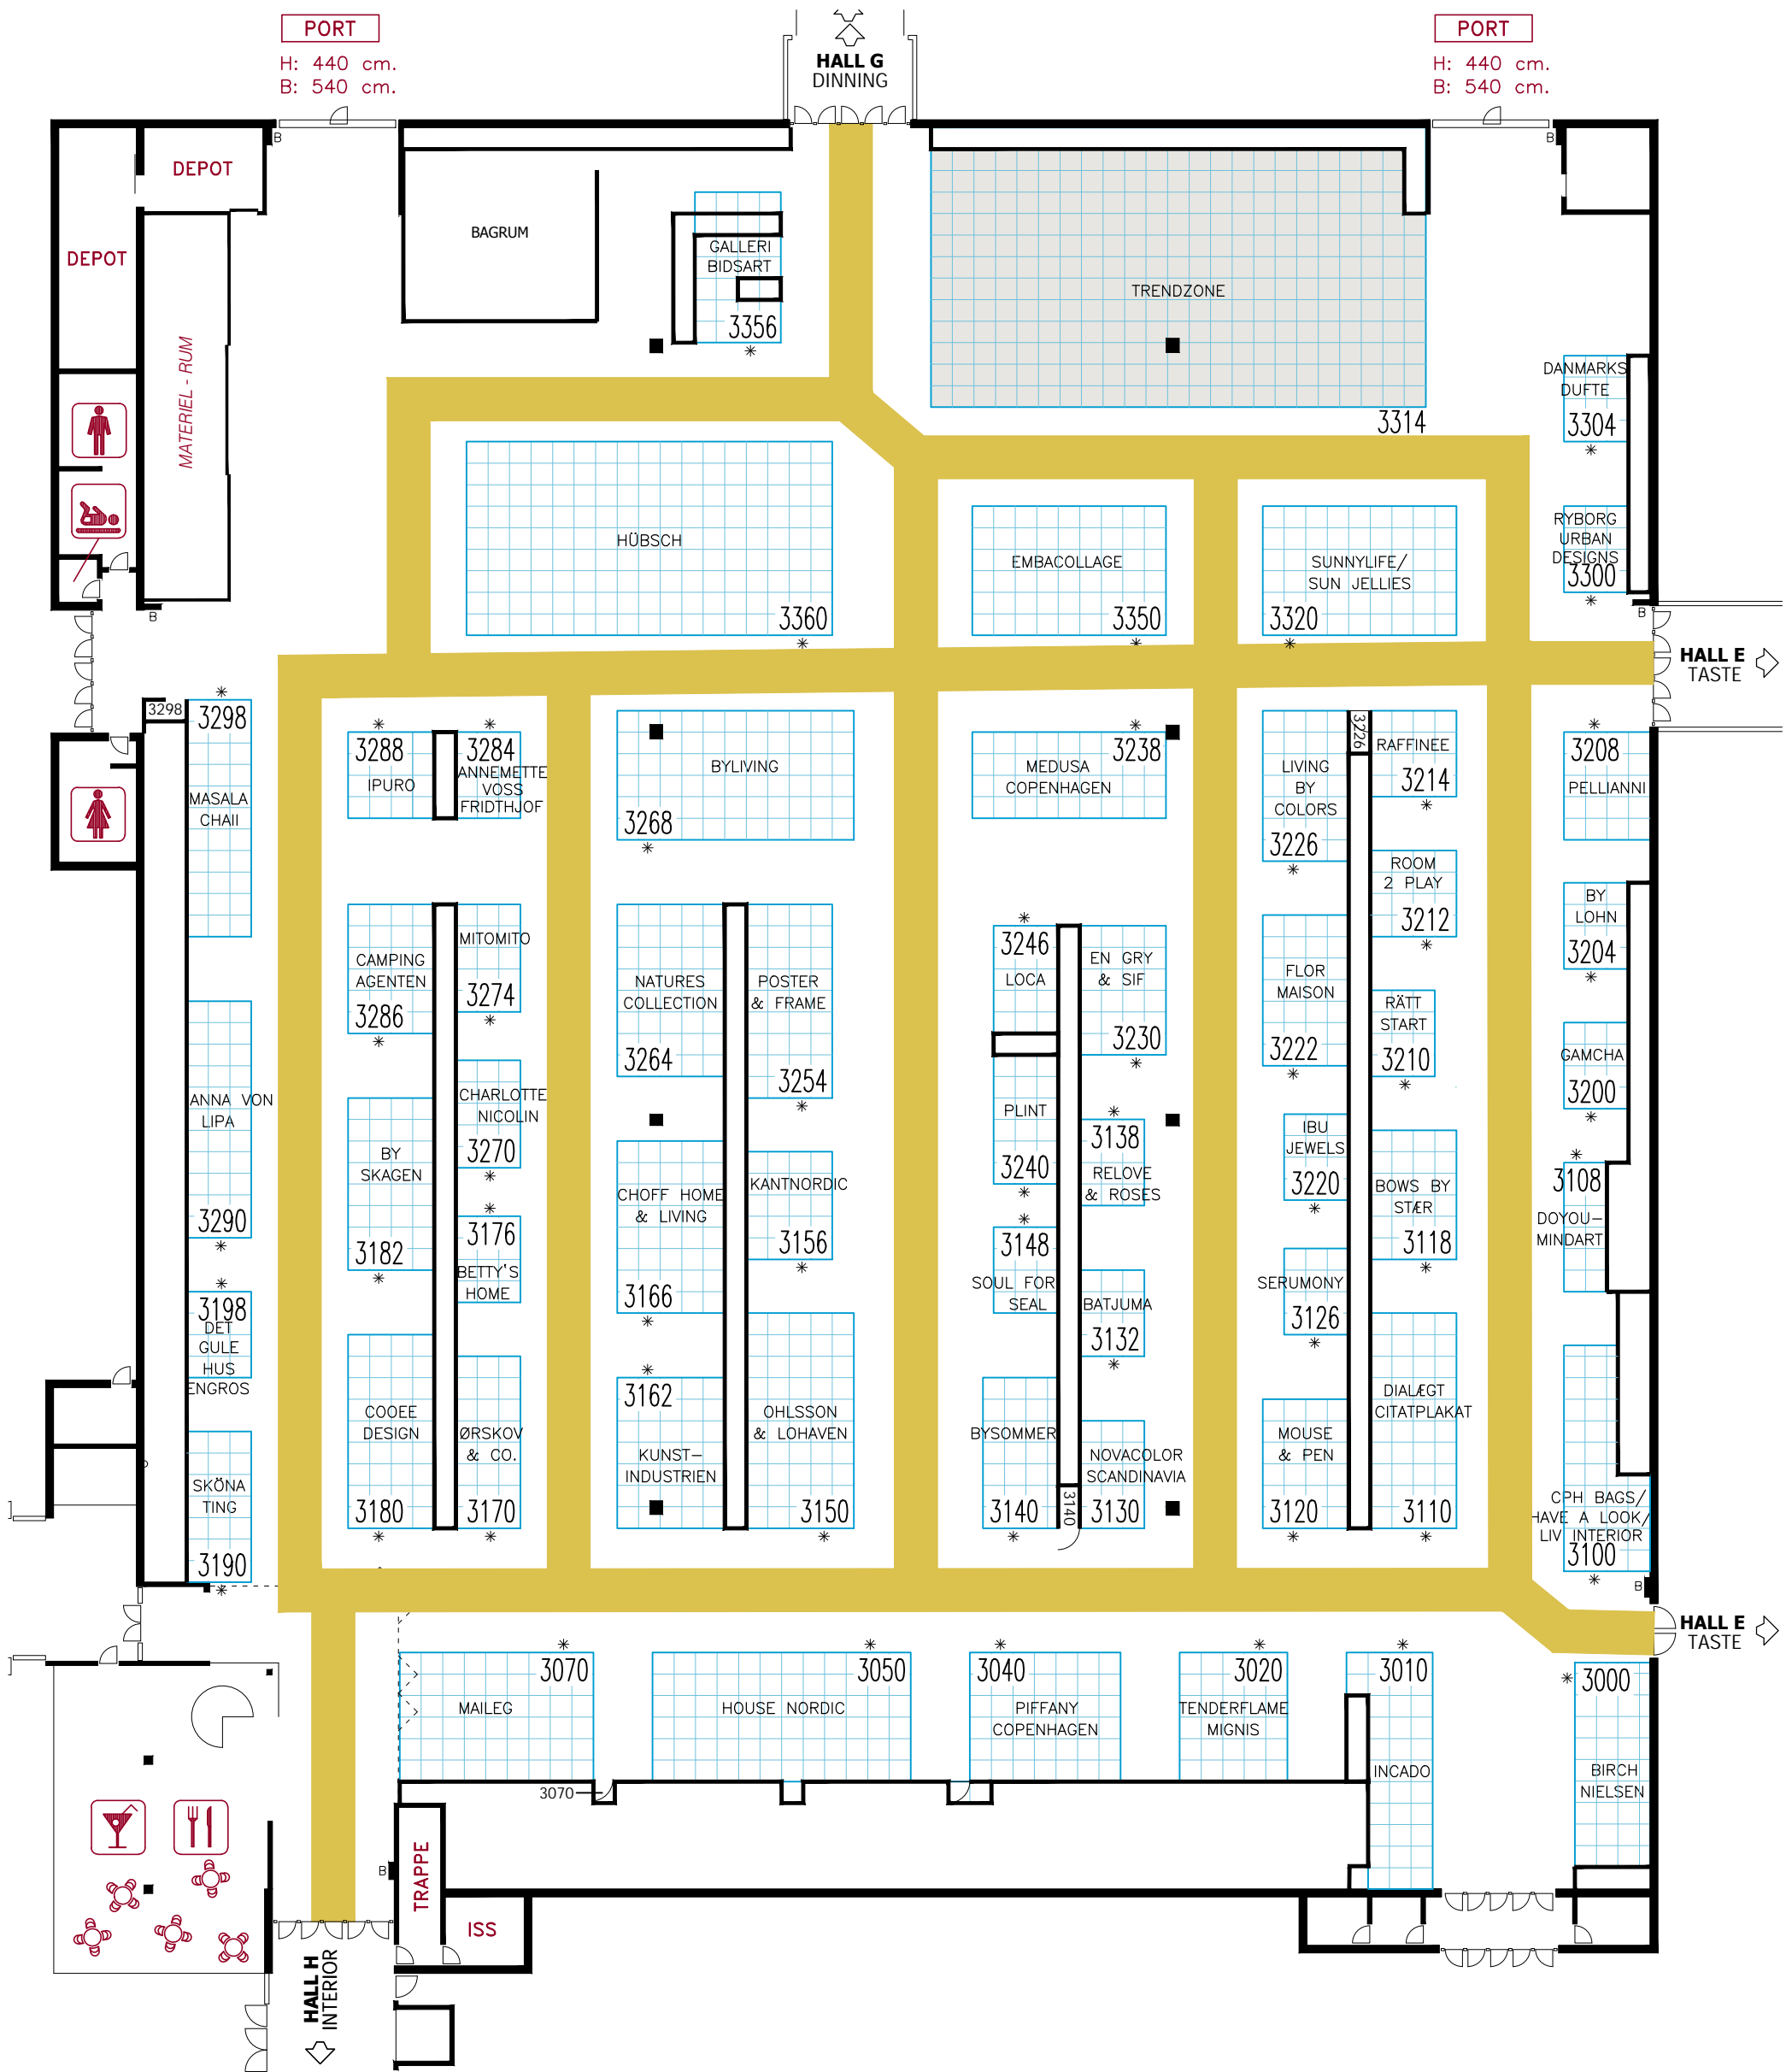 PORT
H: 440 cm.
B: 540 cm.
HALL G
DINNING
PORT
H: 440 cm.
B: 540 cm.
B
B
DEPOT
DEPOT
BAGRUM
MATERIEL - RUM
GALLERI
BIDSART
3356
TRENDZONE
3314
DANMARKS
DUFTE
3304
RYBORG
URBAN
DESIGNS
3300
HÜBSCH
3360
EMBACOLLAGE
3350
SUNNYLIFE/
SUN JELLIES
3320
B
B
HALL E
TASTE
3298
3298
MASALA
CHAII
3288
IPURO
3284
ANNEMETTE
VOSS
FRIDTHJOF
BYLIVING
3268
3238
MEDUSA
COPENHAGEN
LIVING
BY
COLORS
3226
3226
RAFFINEE
3214
3208
PELLIANNI
ROOM
2 PLAY
3212
BY
LOHN
3204
CAMPING
AGENTEN
3286
MITOMITO
3274
NATURES
COLLECTION
3264
POSTER
& FRAME
3254
3246
LOCA
EN GRY
& SIF
3230
FLOR
MAISON
3222
RÄTT
START
3210
GAMCHA
3200
ANNA VON
LIPA
3290
BY
SKAGEN
3182
CHARLOTTE
NICOLIN
3270
3176
BETTY'S
HOME
CHOFF HOME
& LIVING
3166
KANTNORDIC
3156
PLINT
3240
3138
RELOVE
& ROSES
IBU
JEWELS
3220
BOWS BY
STÆR
3118
3108
DOYOU-
MINDART
3148
SOUL FOR
SEAL
BATJUMA
3132
SERUMONY
3126
3198
DET
GULE
HUS
ENGROS
COOEE
DESIGN
3180
ØRSKOV
& CO.
3170
3162
KUNST-
INDUSTRIEN
OHLSSON
& LOHAVEN
3150
BYSOMMER
3140
3140
NOVACOLOR
SCANDINAVIA
3130
MOUSE
& PEN
3120
DIALÆGT
CITATPLAKAT
3110
CPH BAGS/
HAVE A LOOK/
LIV INTERIOR
3100
SKÖNA
TING
3190
B
HALL E
TASTE
3070
MAILEG
3050
HOUSE NORDIC
3040
PIFFANY
COPENHAGEN
3020
TENDERFLAME
MIGNIS
3010
INCADO
3000
BIRCH
NIELSEN
3070
B
TRAPPE
ISS
HALL H
INTERIOR